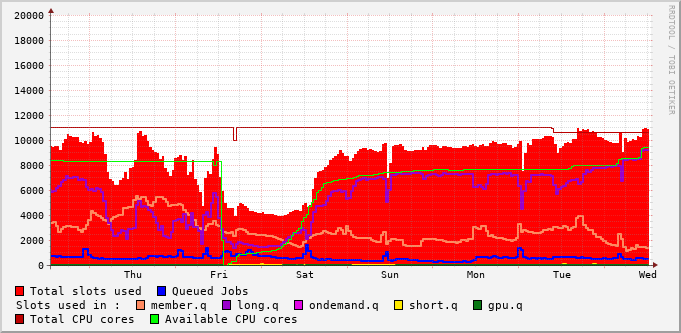 20000
18000
16000
14000
12000
10000
8000
6000
4000
2000
0
Thu Fri Sat Sun Mon Tue Wed
RRDTOOL / TOBI OETIKER
Total slots used Queued Jobs
Slots used in : member.q long.q ondemand.q short.q gpu.q
Total CPU cores Available CPU cores